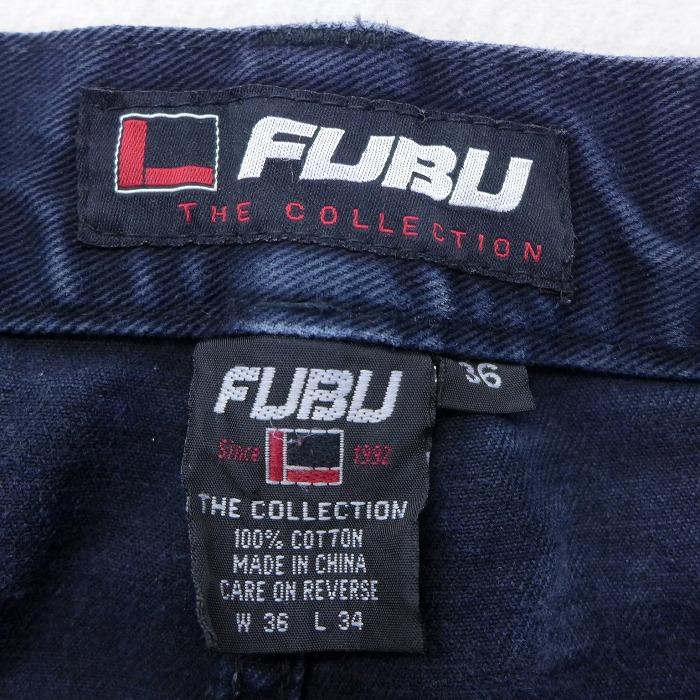 FUBU
THE COLLECTION
36
FUBU
Since 1992
THE COLLECTION
100% COTTON
MADE IN CHINA
CARE ON REVERSE
W 36 L 34